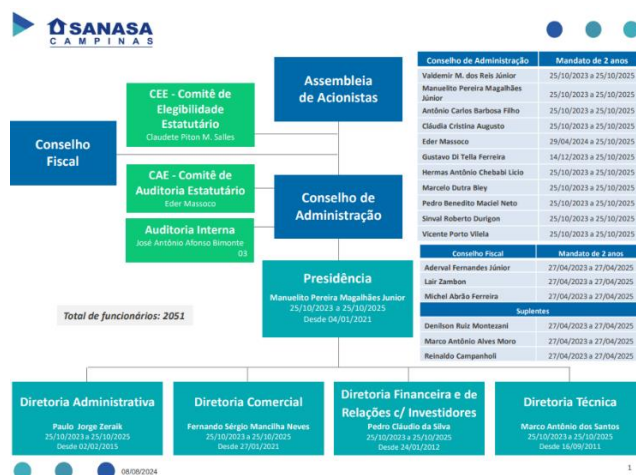 SANASA
CAMPINAS
CEE - Comitê de
Elegibilidade
Estatutário
Claudete Piton M. Salles
Assembleia
de Acionistas
Conselho
Fiscal
CAE - Comitê de
Auditoria Estatutário
Eder Massoco
Conselho de
Administração
Auditoria Interna
José Antônio Afonso Bimonte
03
Presidência
Manuelito Pereira Magalhães Junior
25/10/2023 a 25/10/2025
Desde 04/01/2021
Total de funcionários: 2051
Conselho de Administração Mandato de 2 anos
Valdemir M. dos Reis Júnior 25/10/2023 a 25/10/2025
Manuelito Pereira Magalhães
Júnior 25/10/2023 a 25/10/2025
Antônio Carlos Barbosa Filho 25/10/2023 a 25/10/2025
Cláudia Cristina Augusto 25/10/2023 a 25/10/2025
Eder Massoco 29/04/2024 a 25/10/2025
Gustavo Di Tella Ferreira 14/12/2023 a 25/10/2025
Hermas Antônio Chebabi Licio 25/10/2023 a 25/10/2025
Marcelo Dutra Biey 25/10/2023 a 25/10/2025
Pedro Benedito Maciel Neto 25/10/2023 a 25/10/2025
Sinval Roberto Durigon 25/10/2023 a 25/10/2025
Vicente Porto Vilela 25/10/2023 a 25/10/2025
Conselho Fiscal Mandato de 2 anos
Aderval Fernandes Júnior 27/04/2023 a 27/04/2025
Lair Zambon 27/04/2023 a 27/04/2025
Michel Abrão Ferreira 27/04/2023 a 27/04/2025
Suplentes
Denilson Ruiz Montezani 27/04/2023 a 27/04/2025
Marco Antônio Alves Moro 27/04/2023 a 27/04/2025
Reinaldo Campanholi 27/04/2023 a 27/04/2025
Diretoria Administrativa
Paulo Jorge Zeraik
25/10/2023 a 25/10/2025
Desde 02/02/2015
Diretoria Comercial
Fernando Sérgio Mancilha Neves
25/10/2023 a 25/10/2025
Desde 27/01/2021
Diretoria Financeira e de
Relações c/ Investidores
Pedro Cláudio da Silva
25/10/2023 a 25/10/2025
Desde 24/01/2012
Diretoria Técnica
Marco Antônio dos Santos
25/10/2023 a 25/10/2025
Desde 16/09/2011
08/08/2024
1